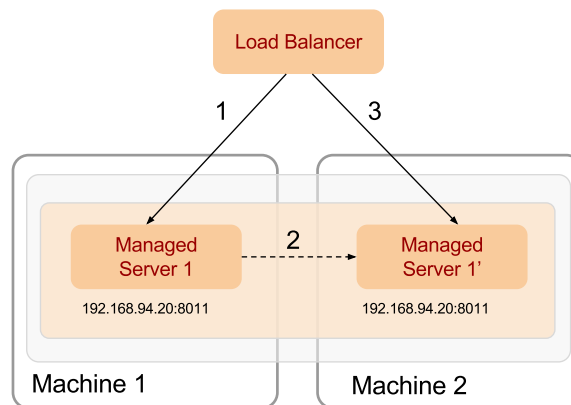 Load Balancer
1
3
Managed
Server 1
2
Managed
Server 1’
192.168.94.20:8011
192.168.94.20:8011
Machine 1
Machine 2